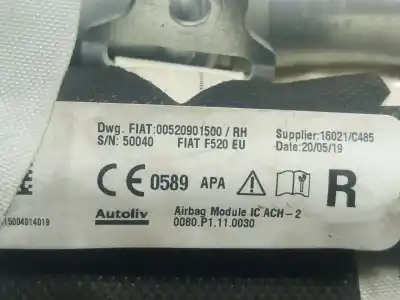 Dwg. FIAT:00520901500 / RH
Supplier:16021/C485
S/N: 50040 FIAT F520 EU
Date:20/05/19
CE 0589 APA R
Autoliv
Airbag Module IC ACH-2
0080.P1.11.0030
15004014019